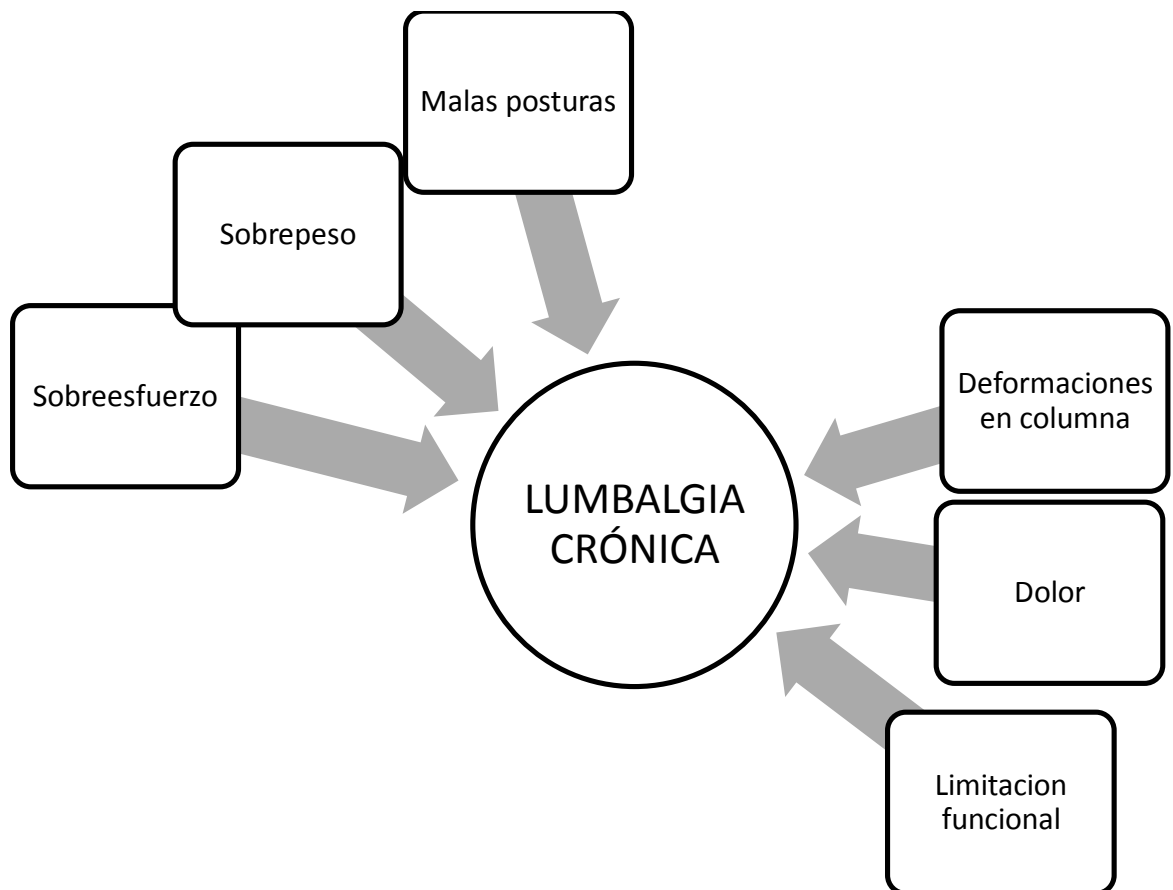 Malas posturas
Sobrepeso
Sobreesfuerzo
LUMBALGIA
CRÓNICA
Deformaciones
en columna
Dolor
Limitacion
funcional